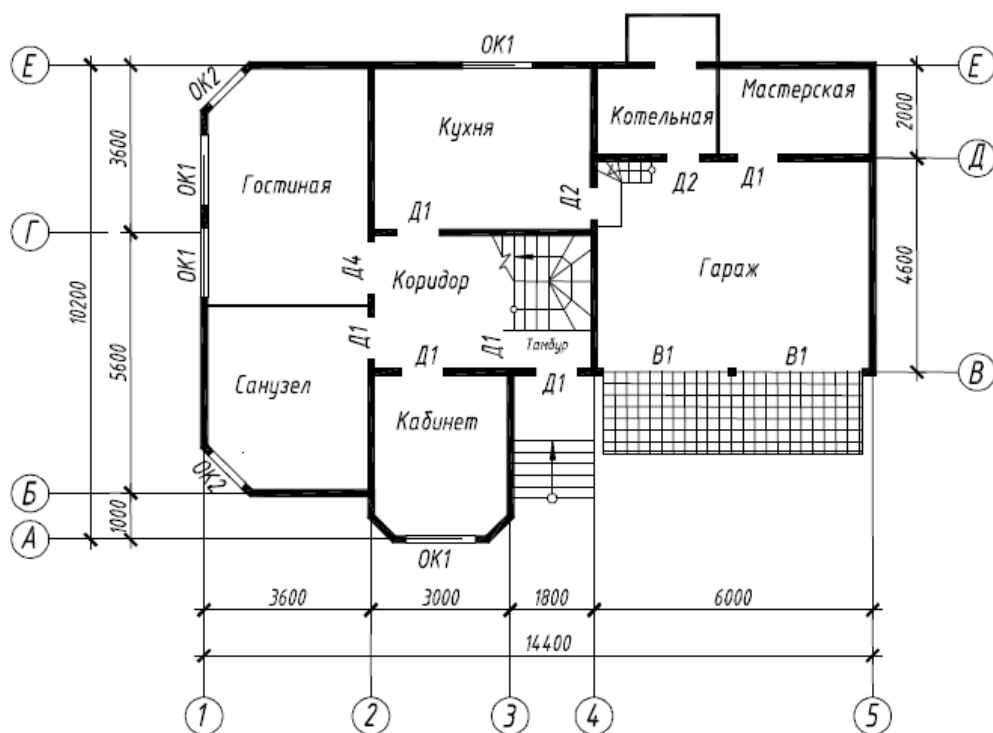 ОК1
Е
Е
ОК2
Мастерская
Котельная
Кухня
2000
3600
Д
ОК1
Гостиная
Д2
Д1
Д2
Д1
Г
ОК1
Д4
Коридор
Гараж
4600
10200
Д1
Д1
Тамбур
5600
Д1
Д1
В1
В1
В
Санузел
Кабинет
ОК2
Б
1000
А
ОК1
3600
3000
1800
6000
14400
1
2
3
4
5